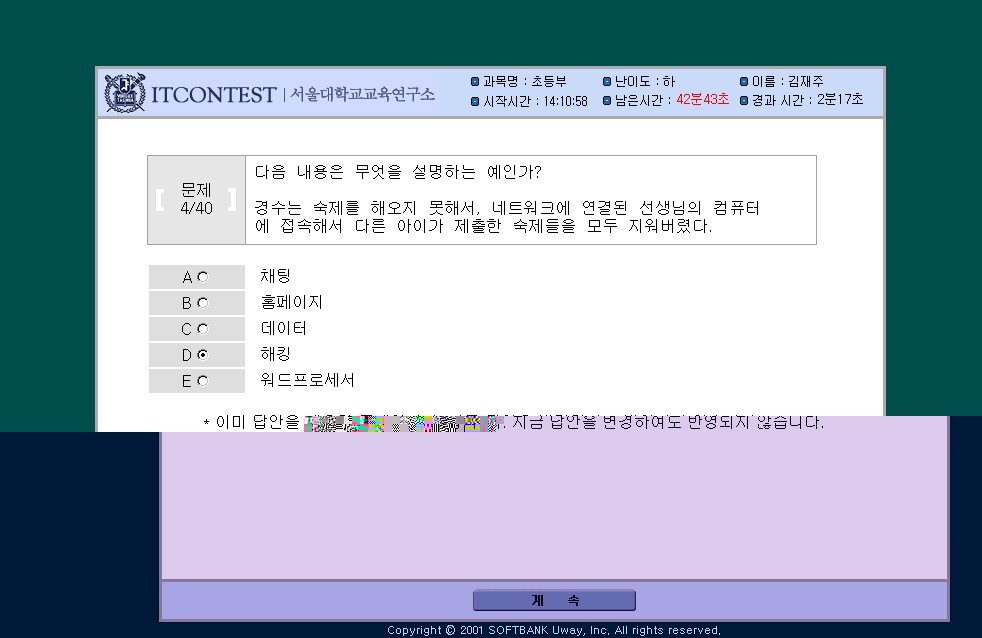 ITCONTEST | 서울대학교교육연구소
과목명 : 초등부 난이도 : 하 이름 : 김재주
시작시간 : 14:10:58 남은시간 : 42분43초 경과 시간 : 2분17초
문제
4/40
다음 내용은 무엇을 설명하는 예인가?
경수는 숙제를 해오지 못해서, 네트워크에 연결된 선생님의 컴퓨터
에 접속해서 다른 아이가 제출한 숙제들을 모두 지워버렸다.
A 채팅
B 홈페이지
C 데이터
D 해킹
E 워드프로세서
* 이미 답안을 지금 답안을 변경하여도 반영되지 않습니다.
계 속
Copyright © 2001 SOFTBANK Uway, Inc, All rights reserved,